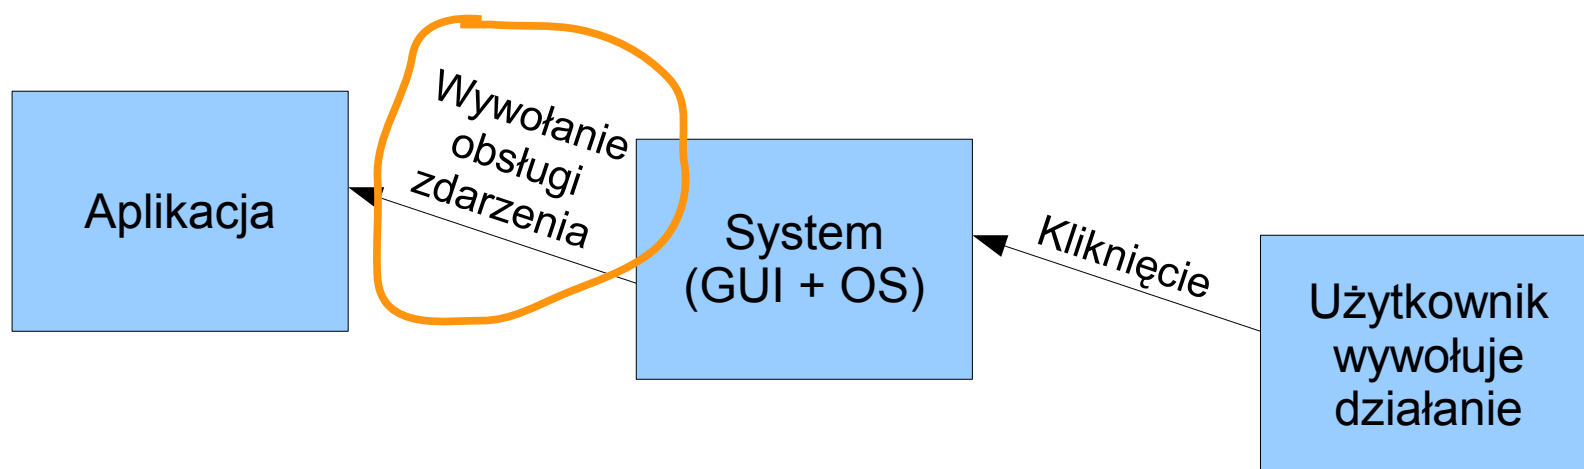 Aplikacja
Wywołanie
obsługi
zdarzenia
System
(GUI + OS)
Kliknięcie
Użytkownik
wywołuje
działanie